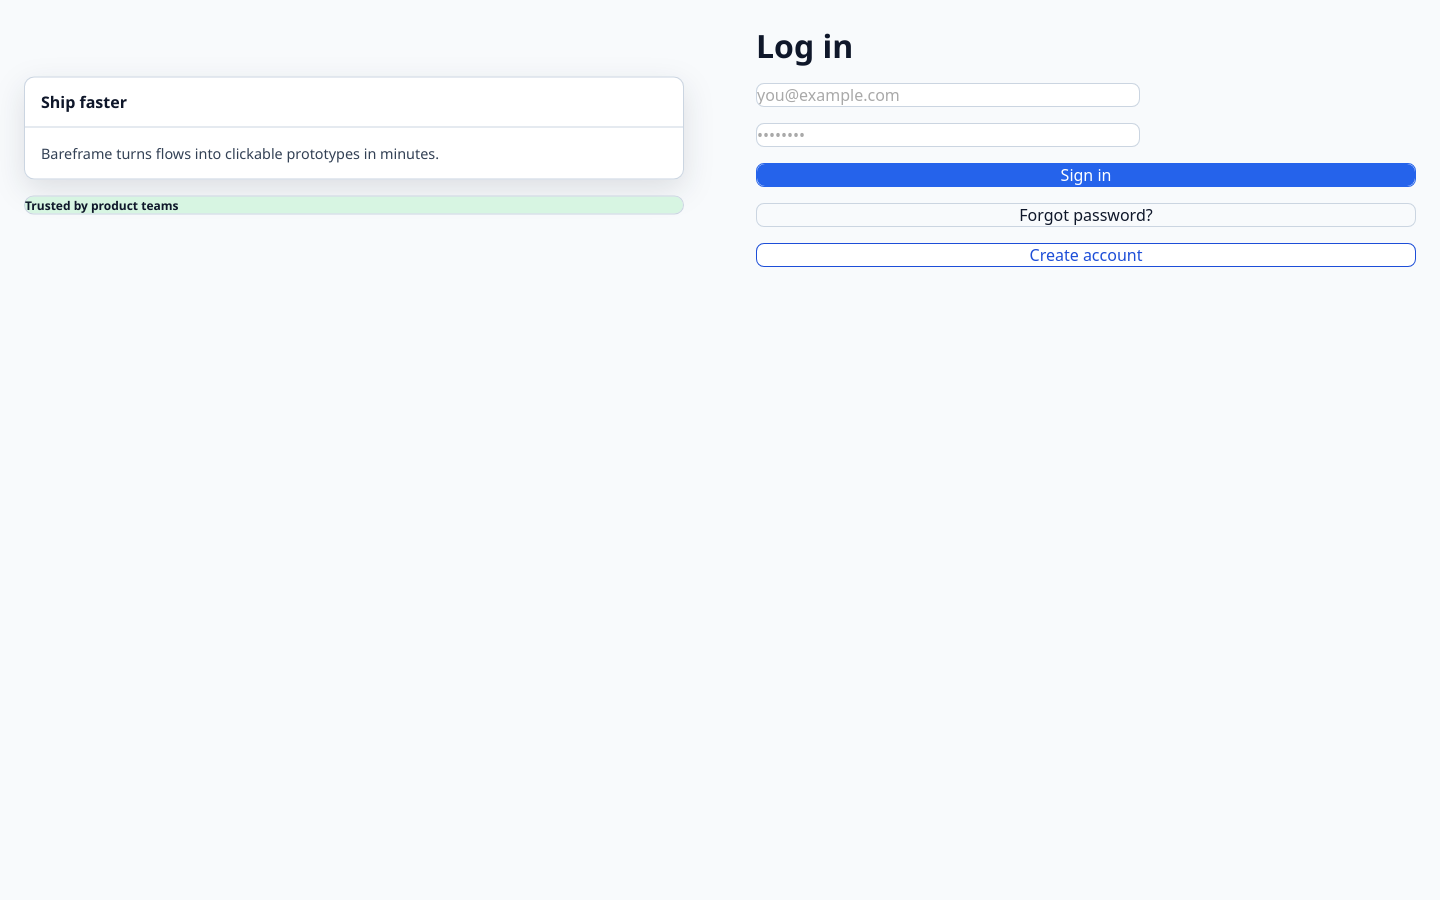 Ship faster
Bareframe turns flows into clickable prototypes in minutes.
Trusted by product teams
Log in
you@example.com
••••••••
Sign in
Forgot password?
Create account